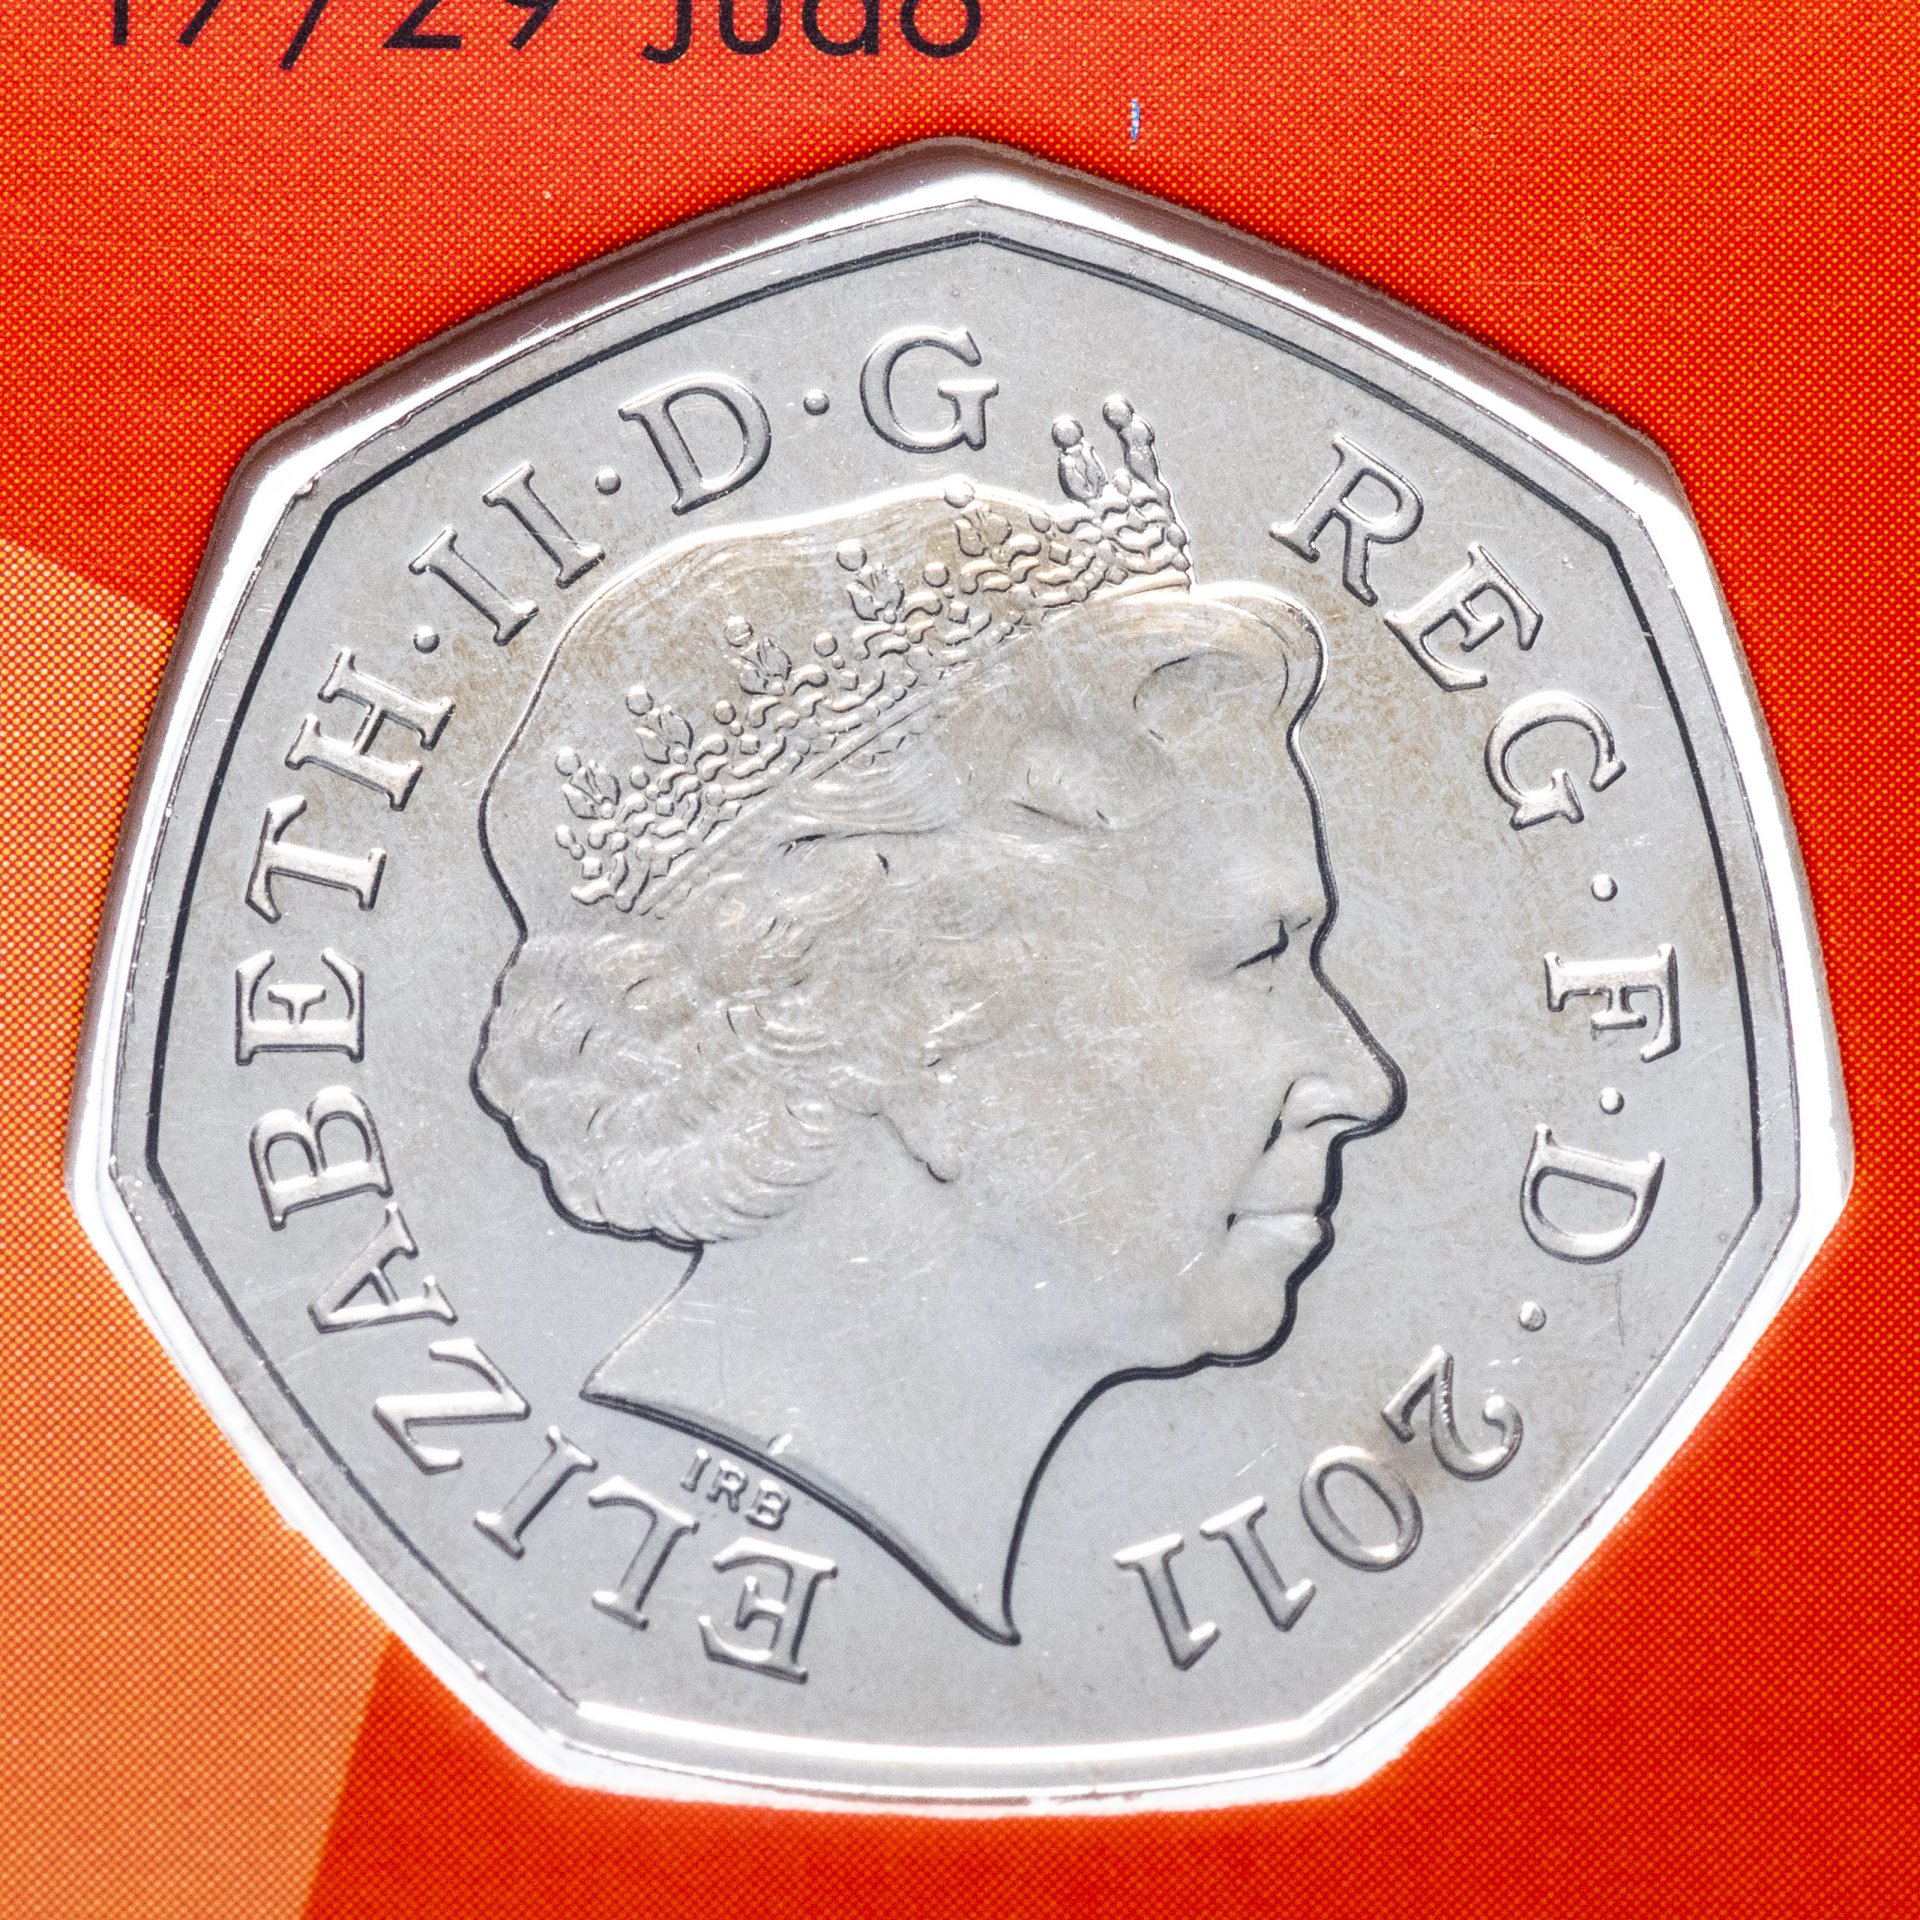 17/29 Judo
ELIZABETH·II·D·G REG·F·D·2011
IRB